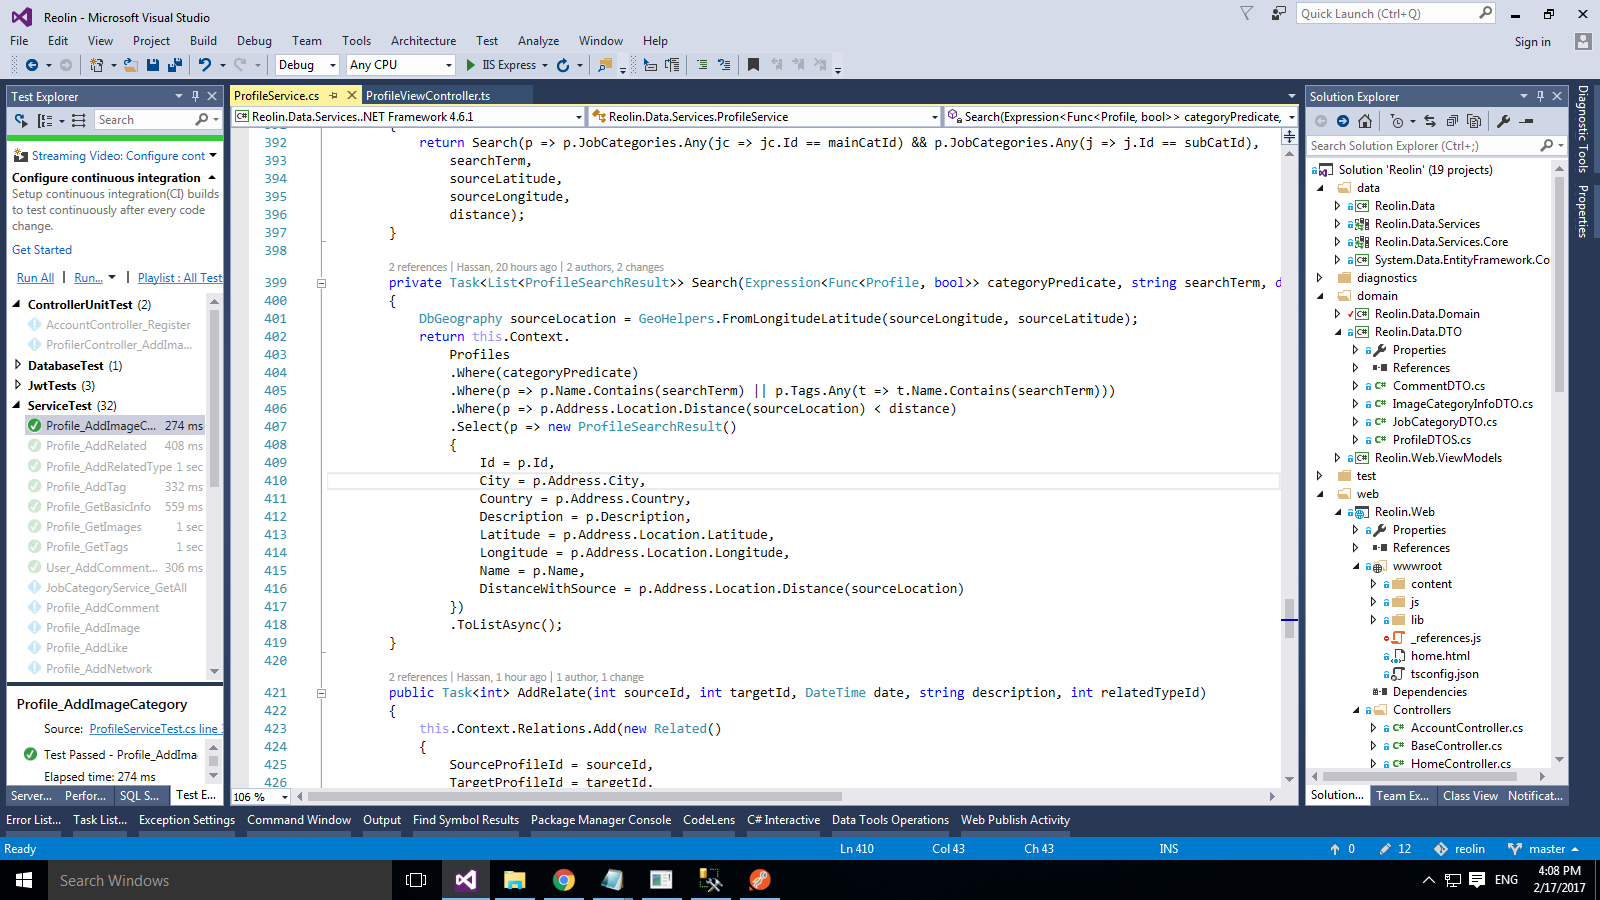 Reolin - Microsoft Visual Studio
Quick Launch (Ctrl+Q)
File Edit View Project Build Debug Team Tools Architecture Test Analyze Window Help
Sign in
Debug Any CPU IIS Express
Test Explorer
Search
Streaming Video: Configure cont
Configure continuous integration
Setup continuous integration(CI) builds
to test continuously after every code
change.
Get Started
Run All | Run... | Playlist : All Test
ControllerUnitTest (2)
AccountController_Register
ProfilerController_AddIma...
DatabaseTest (1)
JwtTests (3)
ServiceTest (32)
Profile_AddImageC... 274 ms
Profile_AddRelated 408 ms
Profile_AddRelatedType 1 sec
Profile_AddTag 332 ms
Profile_GetBasicInfo 559 ms
Profile_GetImages 1 sec
Profile_GetTags 1 sec
User_AddComment... 306 ms
JobCategoryService_GetAll
Profile_AddComment
Profile_AddImage
Profile_AddLike
Profile_AddNetwork
Profile_AddImageCategory
Source: ProfileServiceTest.cs line
Test Passed - Profile_AddIma
Elapsed time: 274 ms
Server... Perfor... SQL S... Test E...
ProfileService.cs ProfileViewController.ts
Reolin.Data.Services..NET Framework 4.6.1 Reolin.Data.Services.ProfileService Search(Expression<Func<Profile, bool>> categoryPredicate,
392 return Search(p => p.JobCategories.Any(jc => jc.Id == mainCatId) && p.JobCategories.Any(j => j.Id == subCatId),
393 searchTerm,
394 sourceLatitude,
395 sourceLongitude,
396 distance);
397 }
398
2 references | Hassan, 20 hours ago | 2 authors, 2 changes
399 private Task<List<ProfileSearchResult>> Search(Expression<Func<Profile, bool>> categoryPredicate, string searchTerm, d
400 {
401 DbGeography sourceLocation = GeoHelpers.FromLongitudeLatitude(sourceLongitude, sourceLatitude);
402 return this.Context.
403 Profiles
404 .Where(categoryPredicate)
405 .Where(p => p.Name.Contains(searchTerm) || p.Tags.Any(t => t.Name.Contains(searchTerm)))
406 .Where(p => p.Address.Location.Distance(sourceLocation) < distance)
407 .Select(p => new ProfileSearchResult()
408 {
409 Id = p.Id,
410 City = p.Address.City,
411 Country = p.Address.Country,
412 Description = p.Description,
413 Latitude = p.Address.Location.Latitude,
414 Longitude = p.Address.Location.Longitude,
415 Name = p.Name,
416 DistanceWithSource = p.Address.Location.Distance(sourceLocation)
417 })
418 .ToListAsync();
419 }
420
2 references | Hassan, 1 hour ago | 1 author, 1 change
421 public Task<int> AddRelate(int sourceId, int targetId, DateTime date, string description, int relatedTypeId)
422 {
423 this.Context.Relations.Add(new Related()
424 {
425 SourceProfileId = sourceId,
426 TargetProfileId = targetId,
106 %
Solution Explorer
Search Solution Explorer (Ctrl+;)
Solution 'Reolin' (19 projects)
data
Reolin.Data
Reolin.Data.Services
Reolin.Data.Services.Core
System.Data.EntityFramework.Co
diagnostics
domain
Reolin.Data.Domain
Reolin.Data.DTO
Properties
References
CommentDTO.cs
ImageCategoryInfoDTO.cs
JobCategoryDTO.cs
ProfileDTOS.cs
Reolin.Web.ViewModels
test
web
Reolin.Web
Properties
References
wwwroot
content
js
lib
_references.js
home.html
tsconfig.json
Dependencies
Controllers
AccountController.cs
BaseController.cs
HomeController.cs
Solution... Team Ex... Class View Notificat...
Diagnostic Tools
Properties
Error List... Task List... Exception Settings Command Window Output Find Symbol Results Package Manager Console CodeLens C# Interactive Data Tools Operations Web Publish Activity
Ready Ln 410 Col 43 Ch 43 INS 0 12 reolin master
Search Windows
ENG
4:08 PM
2/17/2017